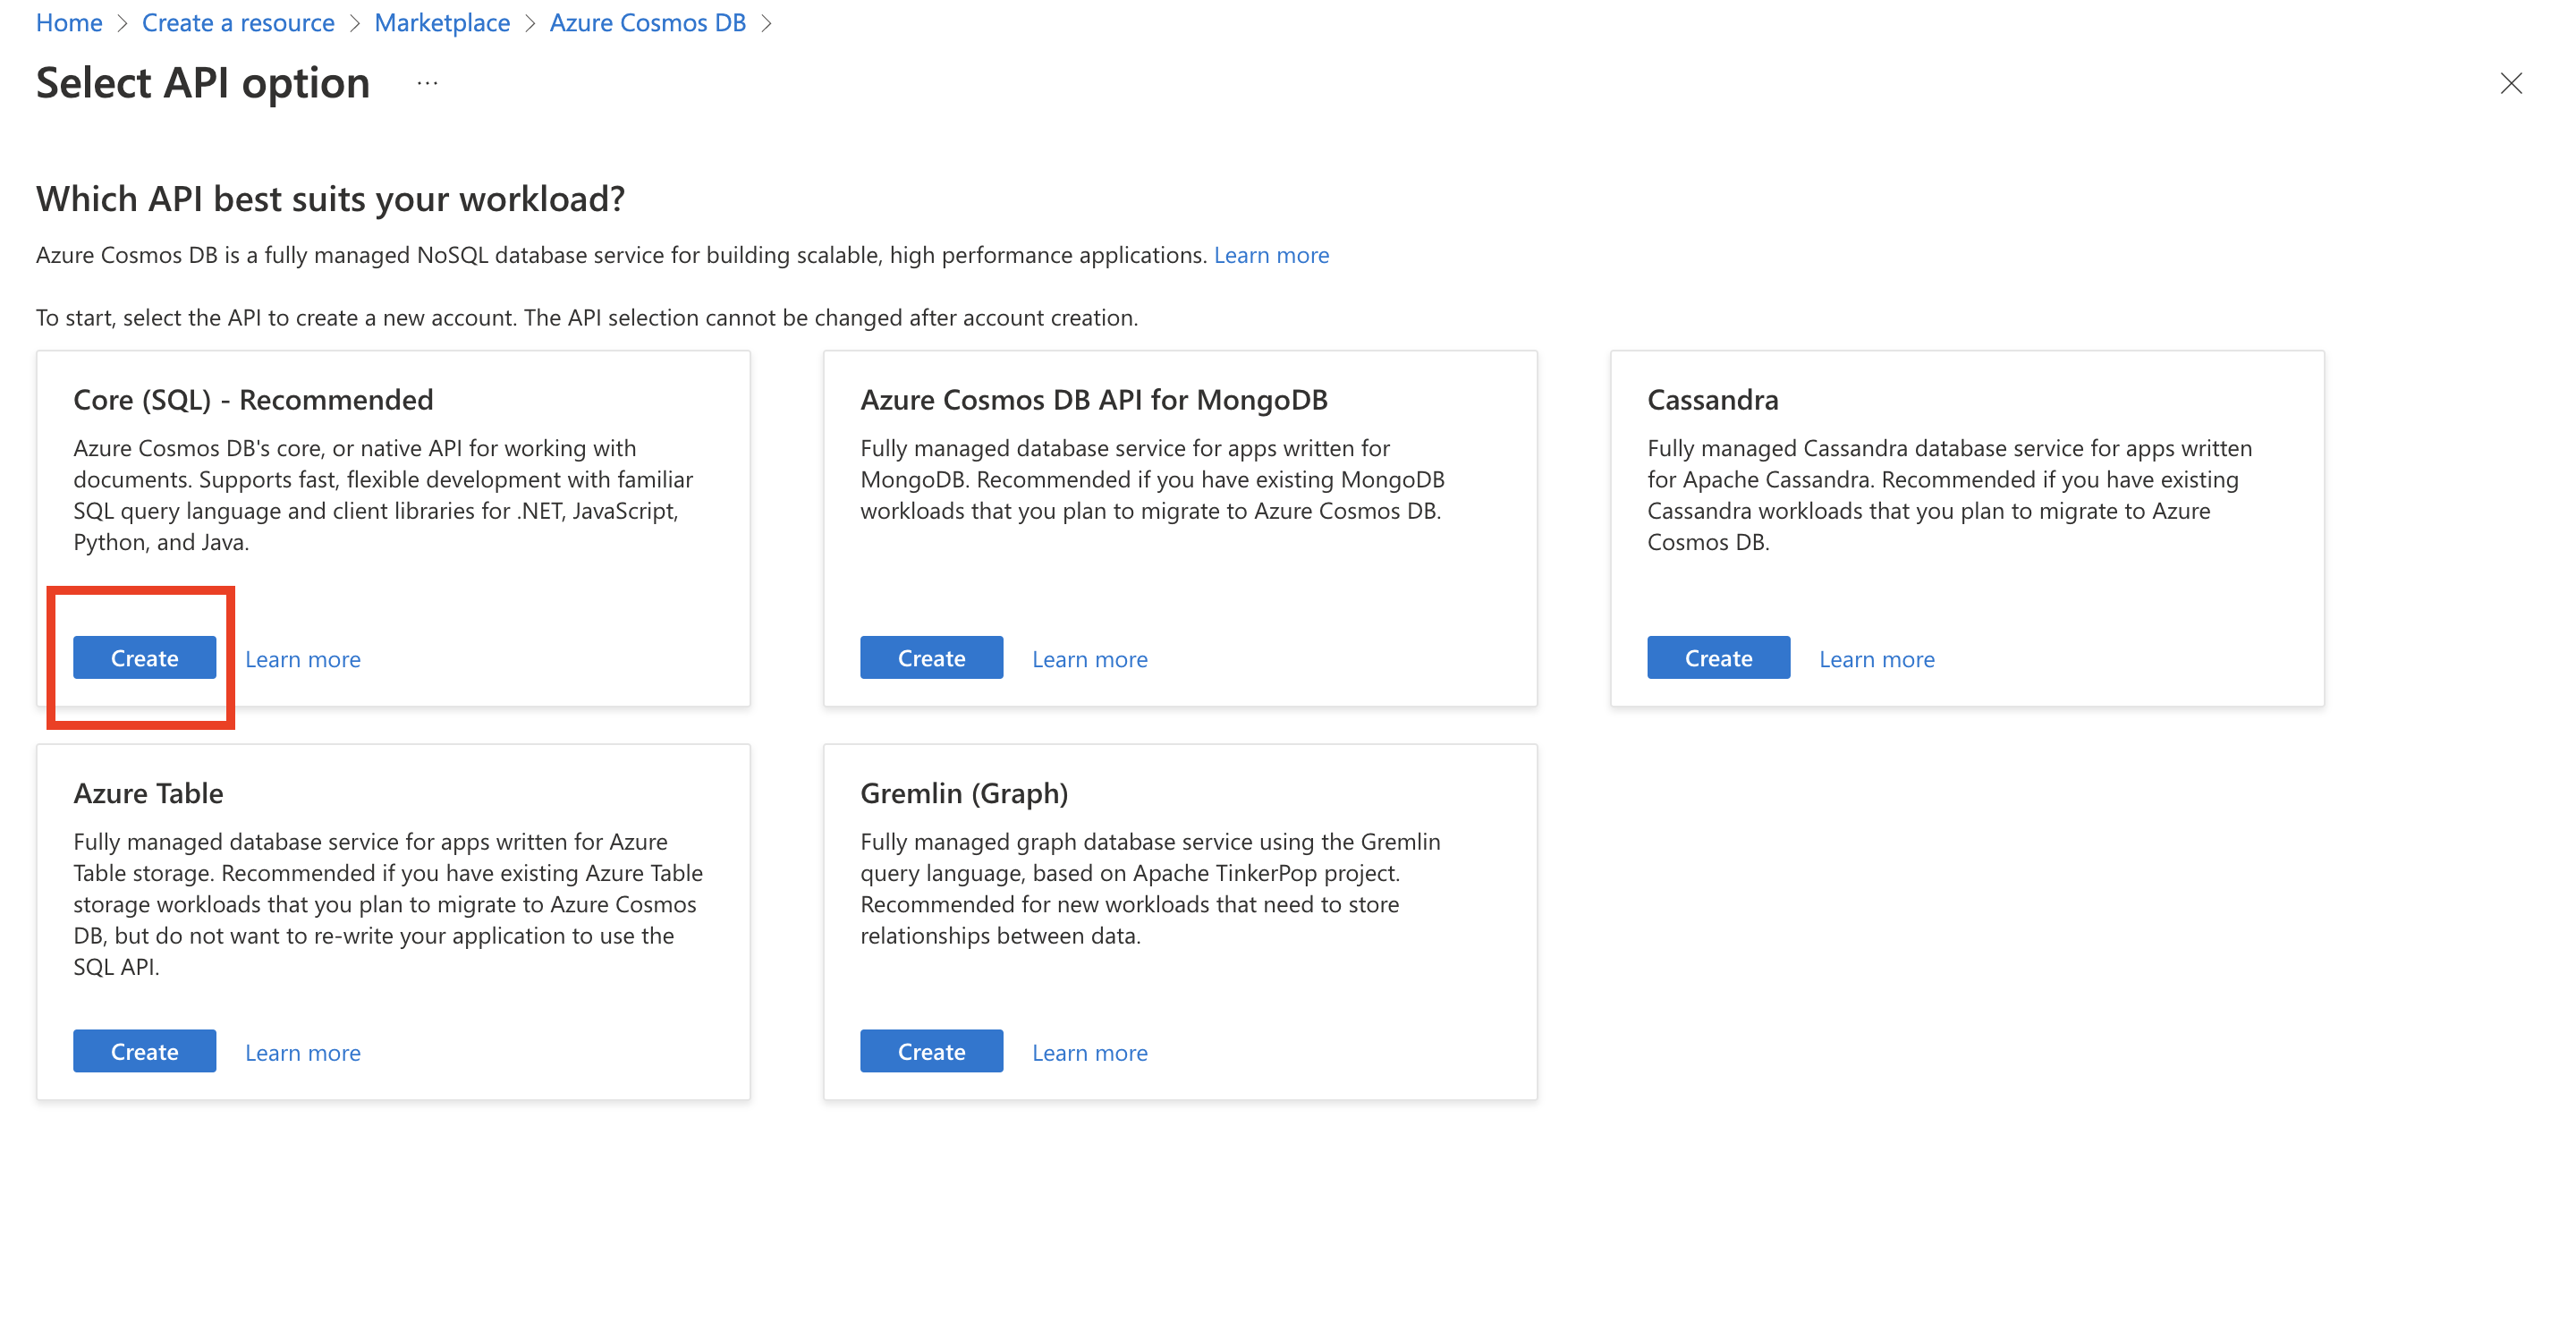 Home > Create a resource > Marketplace > Azure Cosmos DB >
Select API option ...
Which API best suits your workload?
Azure Cosmos DB is a fully managed NoSQL database service for building scalable, high performance applications. Learn more
To start, select the API to create a new account. The API selection cannot be changed after account creation.
Core (SQL) - Recommended
Azure Cosmos DB's core, or native API for working with
documents. Supports fast, flexible development with familiar
SQL query language and client libraries for .NET, JavaScript,
Python, and Java.
Create Learn more
Azure Cosmos DB API for MongoDB
Fully managed database service for apps written for
MongoDB. Recommended if you have existing MongoDB
workloads that you plan to migrate to Azure Cosmos DB.
Create Learn more
Cassandra
Fully managed Cassandra database service for apps written
for Apache Cassandra. Recommended if you have existing
Cassandra workloads that you plan to migrate to Azure
Cosmos DB.
Create Learn more
Azure Table
Fully managed database service for apps written for Azure
Table storage. Recommended if you have existing Azure Table
storage workloads that you plan to migrate to Azure Cosmos
DB, but do not want to re-write your application to use the
SQL API.
Create Learn more
Gremlin (Graph)
Fully managed graph database service using the Gremlin
query language, based on Apache TinkerPop project.
Recommended for new workloads that need to store
relationships between data.
Create Learn more